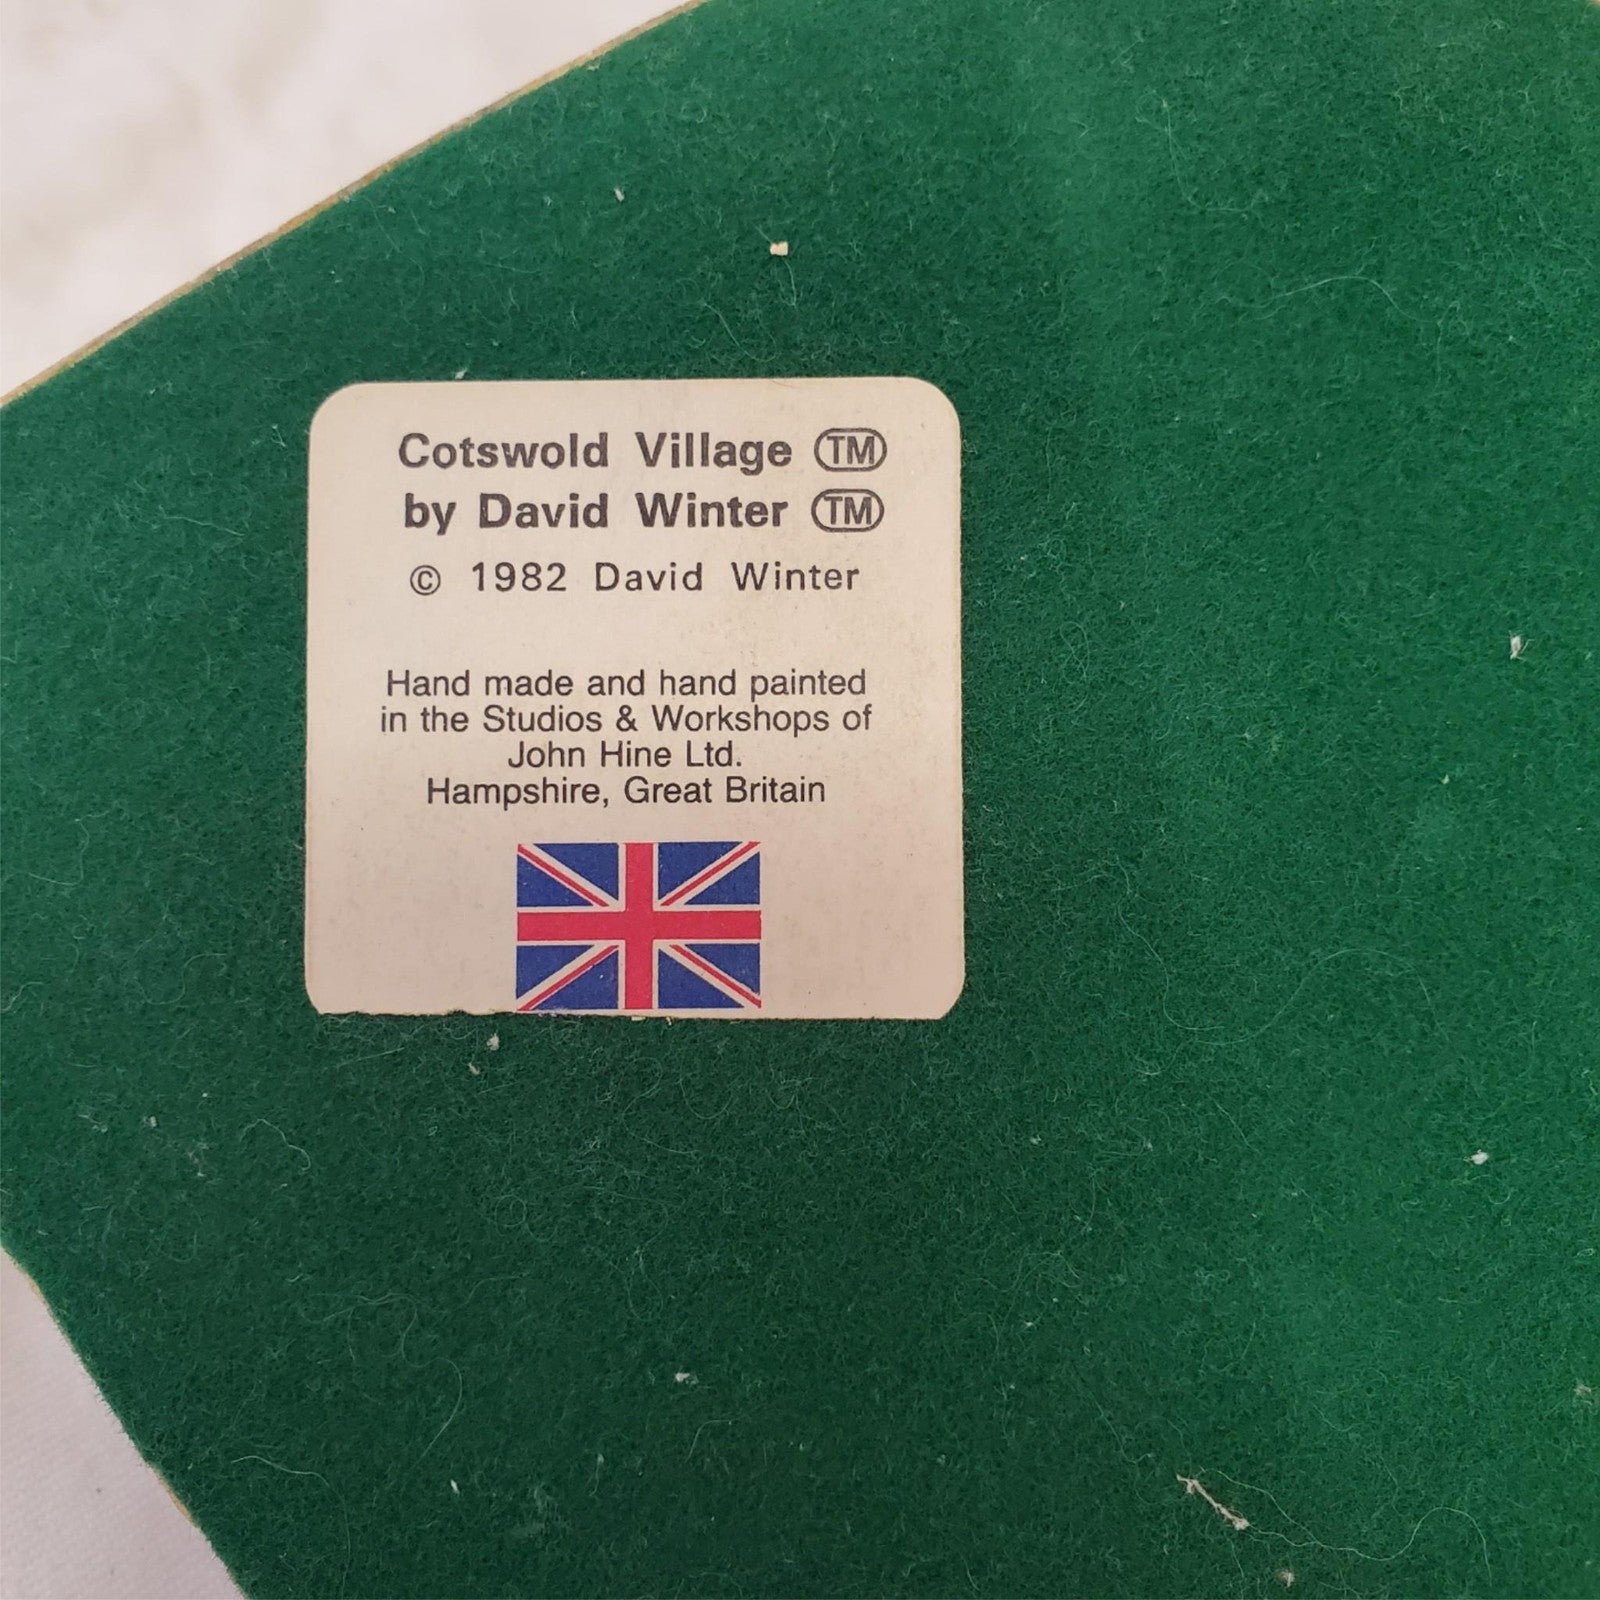 Cotswold Village TM
by David Winter TM
© 1982 David Winter
Hand made and hand painted
in the Studios & Workshops of
John Hine Ltd.
Hampshire, Great Britain